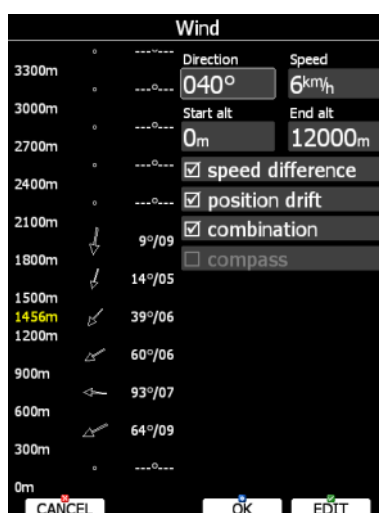 Wind
Direction Speed
040° 6km/h
Start alt End alt
0m 12000m
☑ speed difference
☑ position drift
☑ combination
☐ compass
---°---
3300m
---°---
3000m
---°---
2700m
---°---
2400m
---°---
2100m
9°/09
1800m
14°/05
1500m
1456m 39°/06
1200m
60°/06
900m
93°/07
600m
64°/09
300m
---°---
0m
CANCEL OK EDIT